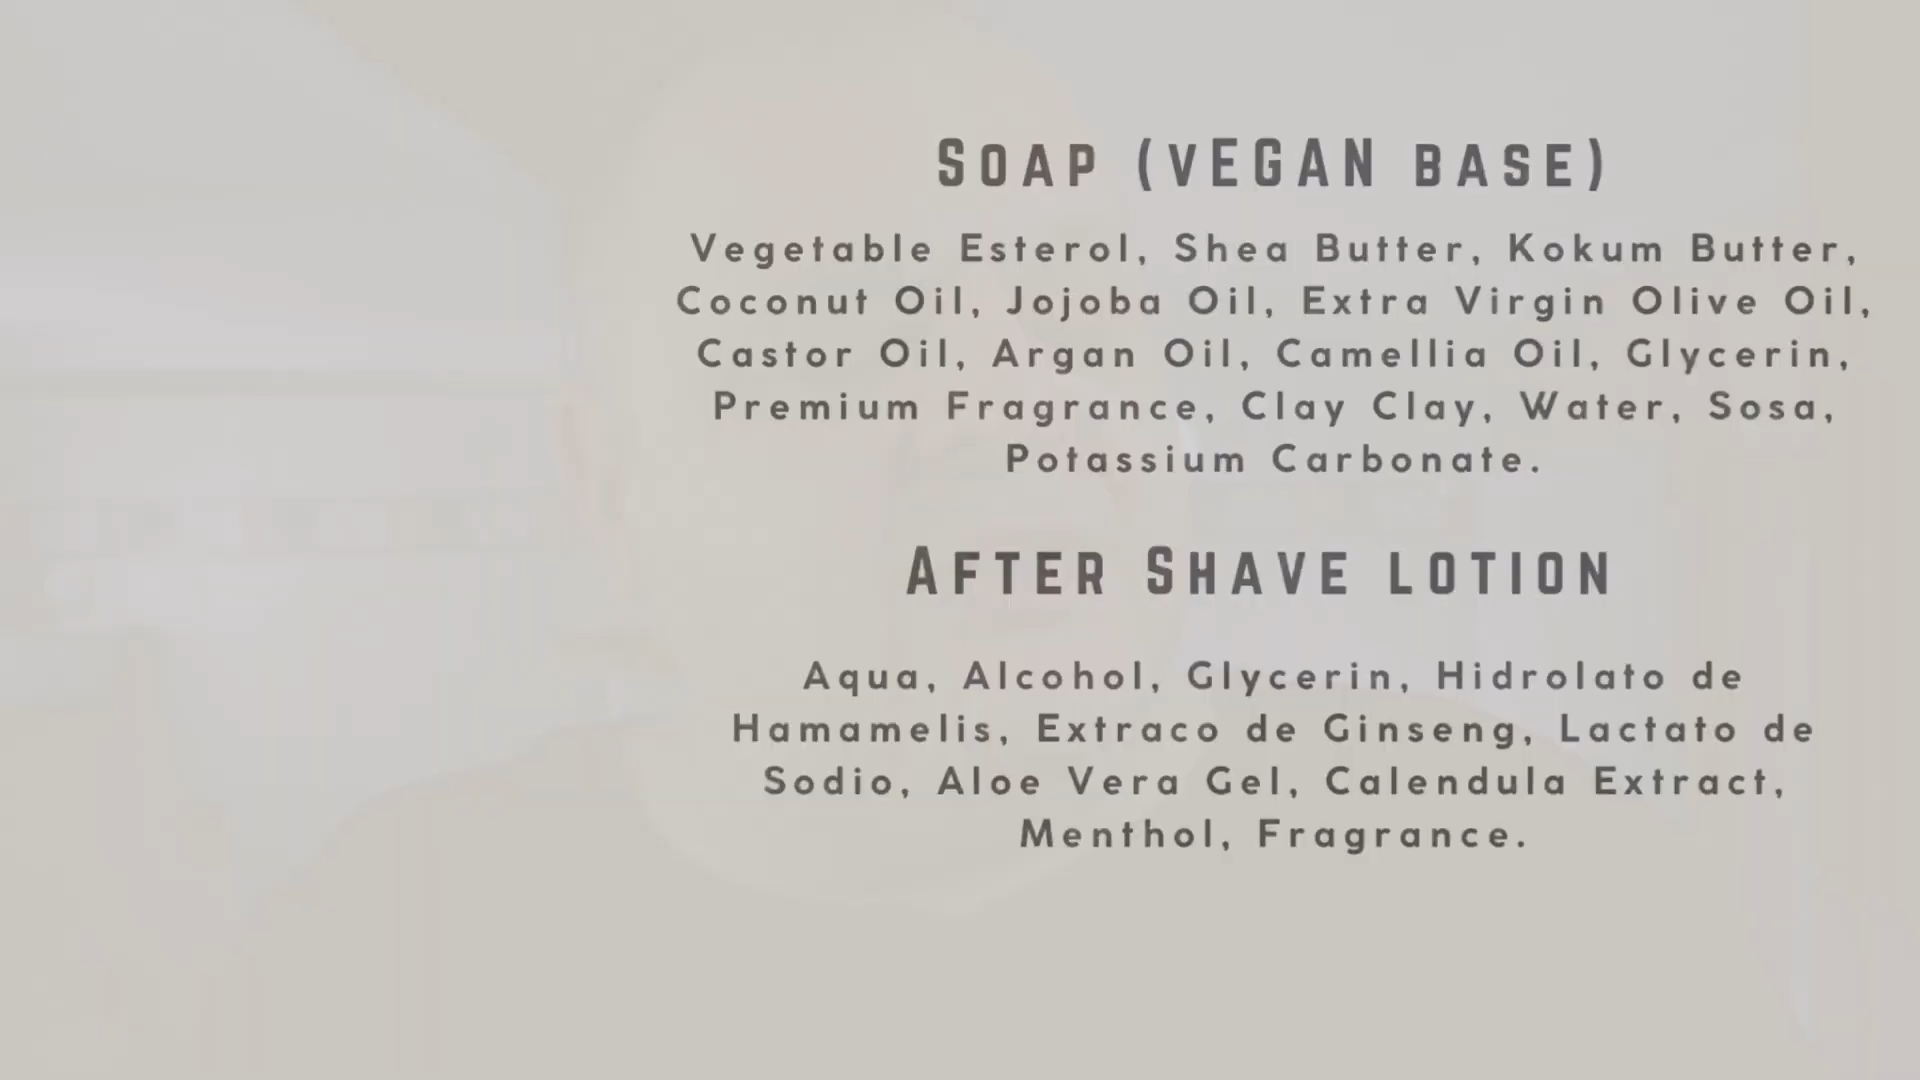 Soap (vegan base)
Vegetable Esterol, Shea Butter, Kokum Butter,
Coconut Oil, Jojoba Oil, Extra Virgin Olive Oil,
Castor Oil, Argan Oil, Camellia Oil, Glycerin,
Premium Fragrance, Clay Clay, Water, Sosa,
Potassium Carbonate.
After Shave lotion
Aqua, Alcohol, Glycerin, Hidrolato de
Hamamelis, Extraco de Ginseng, Lactato de
Sodio, Aloe Vera Gel, Calendula Extract,
Menthol, Fragrance.